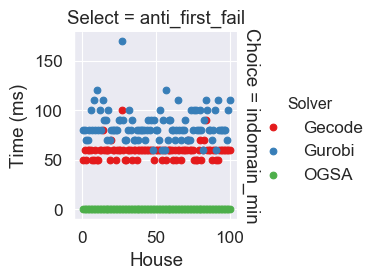 Select = anti_first_fail
150
100
50
0
Time (ms)
0
50
100
House
Choice = indomain_min
Solver
Gecode
Gurobi
OGSA